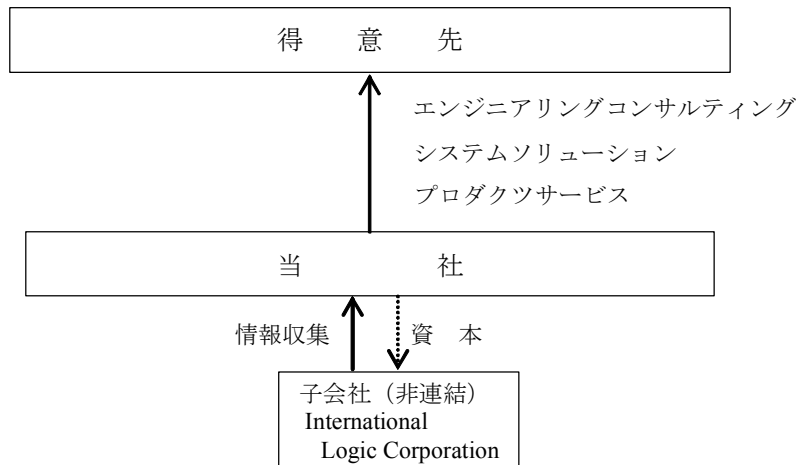 得 意 先
エンジニアリングコンサルティング
システムソリューション
プロダクツサービス
当 社
情報収集
資 本
子会社（非連結）
International
Logic Corporation